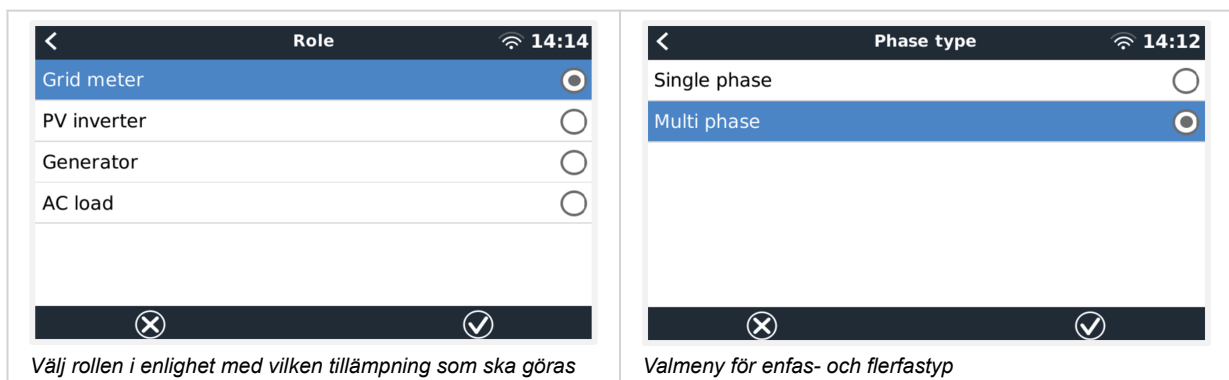 Role 14:14
Grid meter
PV inverter
Generator
AC load
Välj rollen i enlighet med vilken tillämpning som ska göras
Phase type 14:12
Single phase
Multi phase
Valmeny för enfas- och flerfastyp